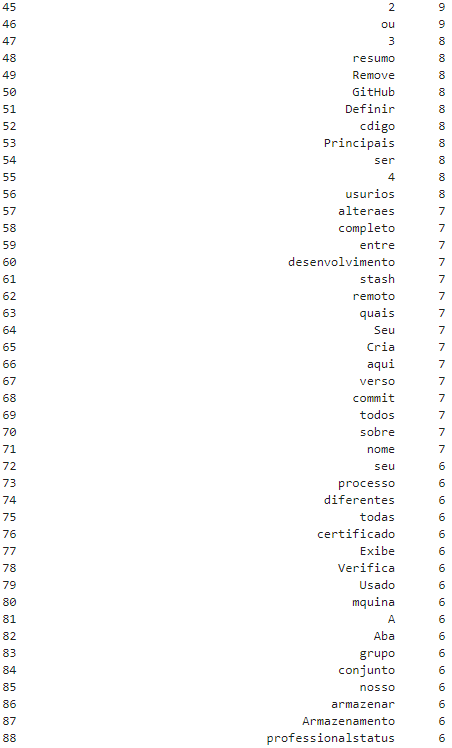 45 2 9
46 ou 9
47 3 8
48 resumo 8
49 Remove 8
50 GitHub 8
51 Definir 8
52 cdigo 8
53 Principais 8
54 ser 8
55 4 8
56 usurios 8
57 alteraes 7
58 completo 7
59 entre 7
60 desenvolvimento 7
61 stash 7
62 remoto 7
63 quais 7
64 Seu 7
65 Cria 7
66 aqui 7
67 verso 7
68 commit 7
69 todos 7
70 sobre 7
71 nome 7
72 seu 6
73 processo 6
74 diferentes 6
75 todas 6
76 certificado 6
77 Exibe 6
78 Verifica 6
79 Usado 6
80 mquina 6
81 A 6
82 Aba 6
83 grupo 6
84 conjunto 6
85 nosso 6
86 armazenar 6
87 Armazenamento 6
88 professionalstatus 6